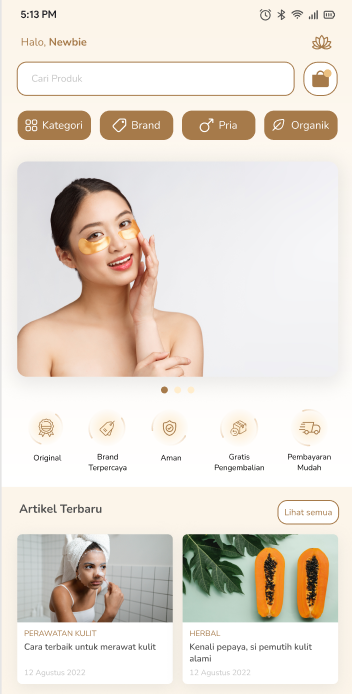 5:13 PM
Halo, Newbie
Cari Produk
Kategori
Brand
Pria
Organik
Original
Brand
Terpercaya
Aman
Gratis
Pengembalian
Pembayaran
Mudah
Artikel Terbaru
Lihat semua
PERAWATAN KULIT
Cara terbaik untuk merawat kulit
12 Agustus 2022
HERBAL
Kenali pepaya, si pemutih kulit
alami
12 Agustus 2022